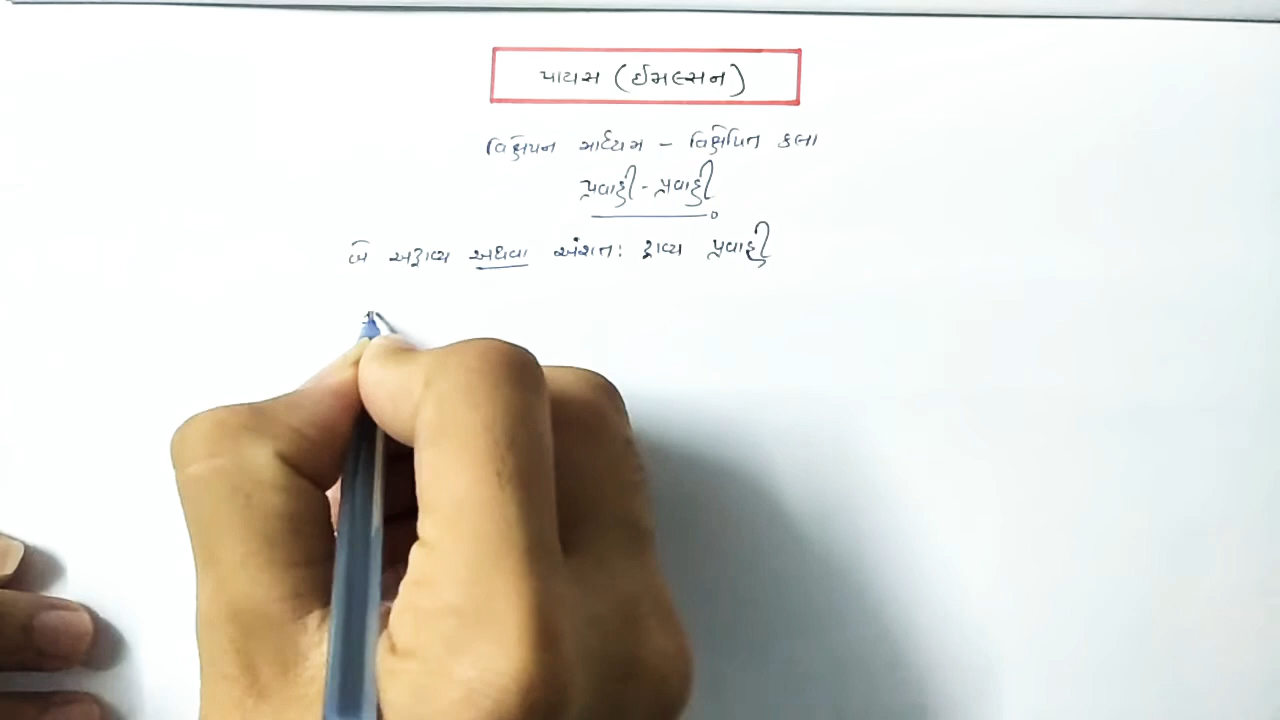 પાયસ (ઈમલ્સન)
વિક્ષેપન માધ્યમ - વિક્ષેપિત કલા
પ્રવાહી - પ્રવાહી
બે અદ્રાવ્ય અથવા અંશત: દ્રાવ્ય પ્રવાહી